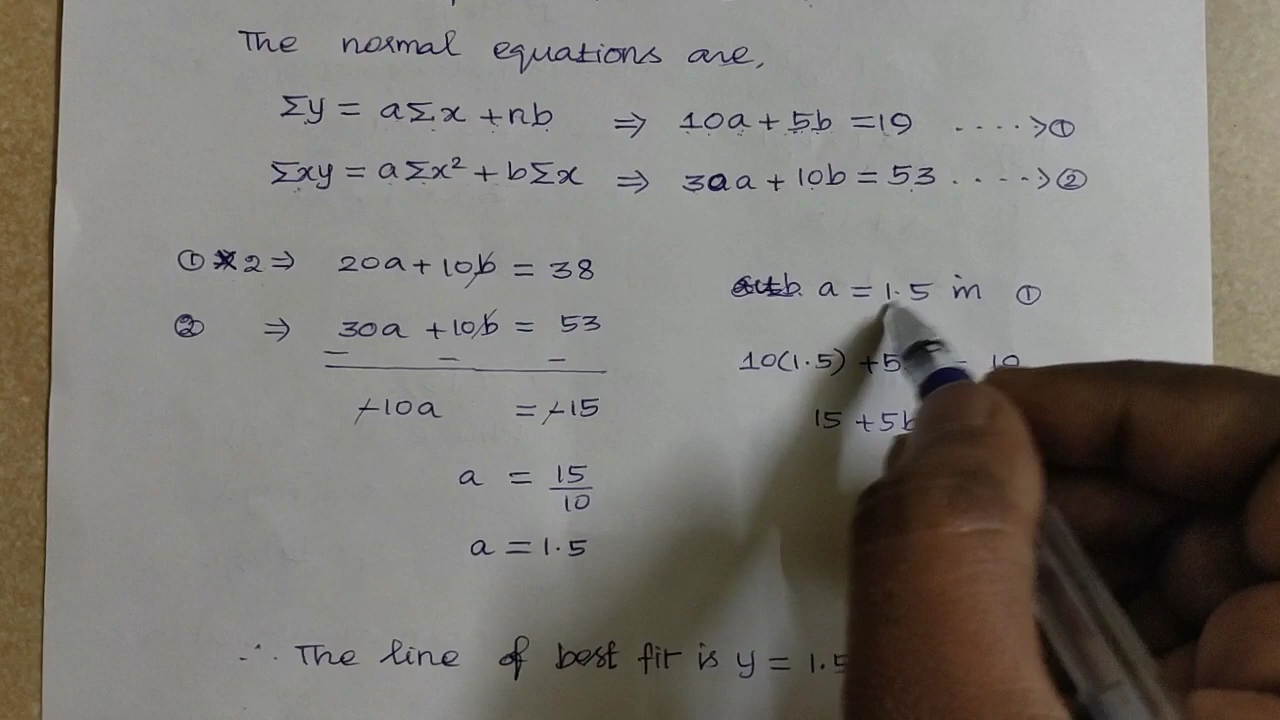 The normal equations are,
Σy = aΣx + nb ⇒ 10a + 5b = 19 ....> ①
Σxy = aΣx² + bΣx ⇒ 30a + 10b = 53 ....> ②
① * 2 ⇒ 20a + 10b = 38
② ⇒ 30a + 10b = 53
− − −
-10a = -15
a = 15/10
a = 1.5
sub. a = 1.5 in ①
10(1.5) + 5
15 + 5b
∴ The line of best fit is y = 1.5